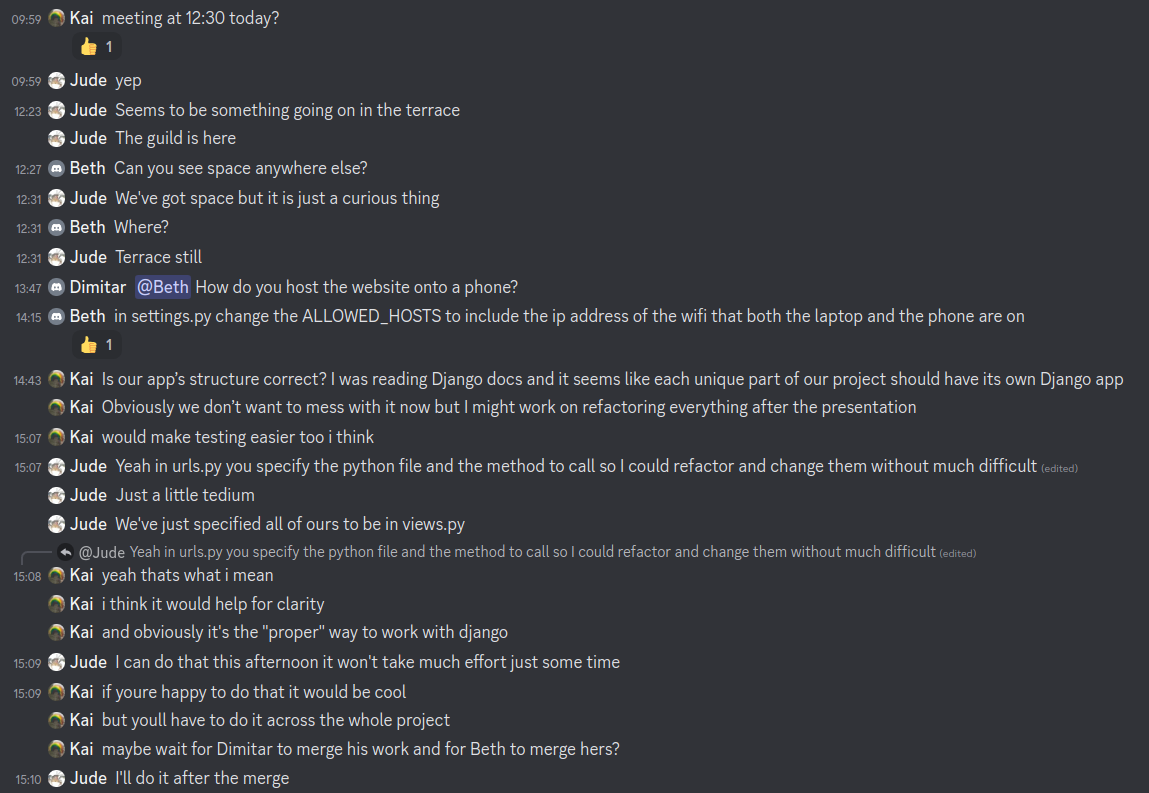 09:59 Kai meeting at 12:30 today?
👍 1
09:59 Jude yep
12:23 Jude Seems to be something going on in the terrace
Jude The guild is here
12:27 Beth Can you see space anywhere else?
12:31 Jude We've got space but it is just a curious thing
12:31 Beth Where?
12:31 Jude Terrace still
13:47 Dimitar @Beth How do you host the website onto a phone?
14:15 Beth in settings.py change the ALLOWED_HOSTS to include the ip address of the wifi that both the laptop and the phone are on
👍 1
14:43 Kai Is our app's structure correct? I was reading Django docs and it seems like each unique part of our project should have its own Django app
Kai Obviously we don't want to mess with it now but I might work on refactoring everything after the presentation
15:07 Kai would make testing easier too i think
15:07 Jude Yeah in urls.py you specify the python file and the method to call so I could refactor and change them without much difficult (edited)
Jude Just a little tedium
Jude We've just specified all of ours to be in views.py
@Jude Yeah in urls.py you specify the python file and the method to call so I could refactor and change them without much difficult (edited)
15:08 Kai yeah thats what i mean
Kai i think it would help for clarity
Kai and obviously it's the "proper" way to work with django
15:09 Jude I can do that this afternoon it won't take much effort just some time
15:09 Kai if youre happy to do that it would be cool
Kai but youll have to do it across the whole project
Kai maybe wait for Dimitar to merge his work and for Beth to merge hers?
15:10 Jude I'll do it after the merge